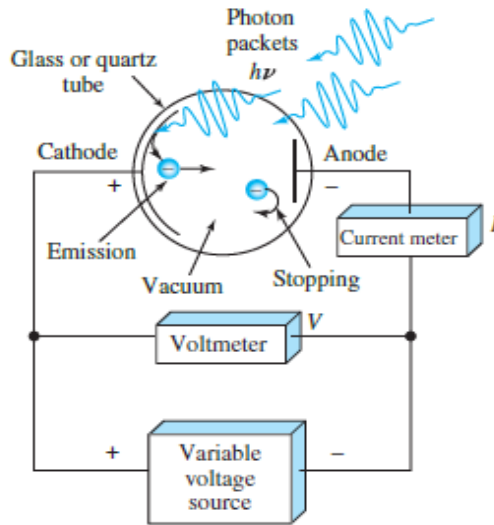 Photon
packets
hν
Glass or quartz
tube
Cathode
+
Anode
−
Emission
Vacuum
Stopping
Current meter
Voltmeter
V
+
−
Variable
voltage
source